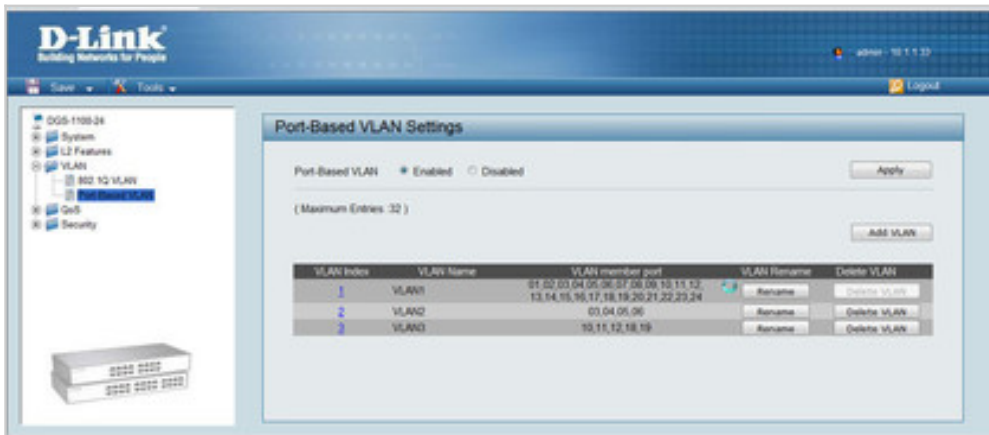 D-Link
Building Networks for People
admin - 10.1.1.33
Save
Tools
Logout
DGS-1100-24
System
L2 Features
VLAN
802.1Q VLAN
Port-Based VLAN
QoS
Security
Port-Based VLAN Settings
Port-Based VLAN Enabled Disabled Apply
( Maximum Entries :32 )
Add VLAN
VLAN Index VLAN Name VLAN member port VLAN Rename Delete VLAN
1 VLAN1 01,02,03,04,05,06,07,08,09,10,11,12, Rename Delete VLAN
13,14,15,16,17,18,19,20,21,22,23,24
2 VLAN2 03,04,05,06 Rename Delete VLAN
3 VLAN3 10,11,12,18,19 Rename Delete VLAN